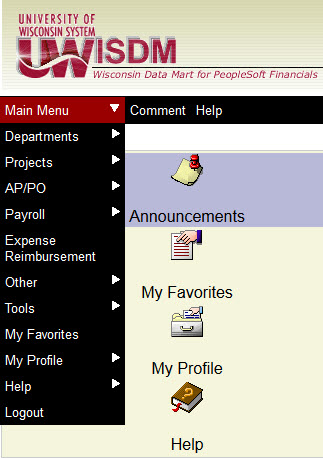 UNIVERSITY OF
WISCONSIN SYSTEM
UWISDM
Wisconsin Data Mart for PeopleSoft Financials
Main Menu
Comment Help
Departments
Projects
AP/PO
Payroll
Expense
Reimbursement
Other
Tools
My Favorites
My Profile
Help
Logout
Announcements
My Favorites
My Profile
?
Help